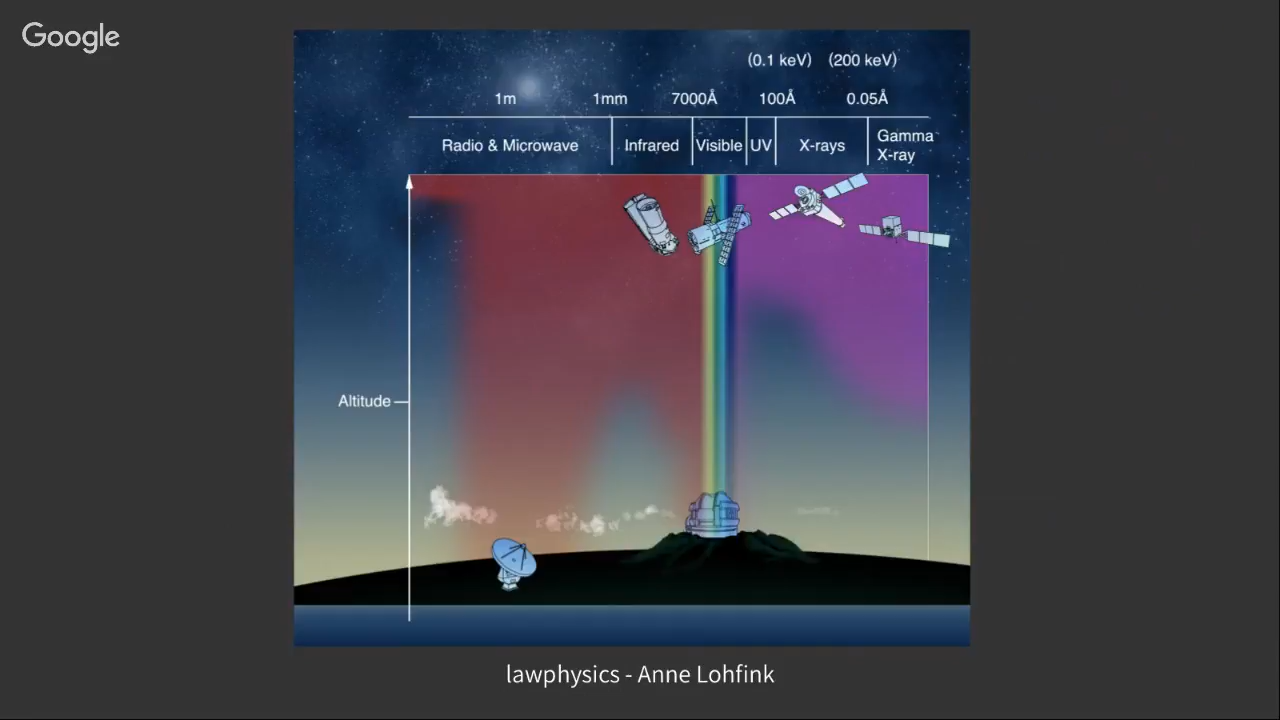 Google
(0.1 keV) (200 keV)
1m 1mm 7000Å 100Å 0.05Å
Radio & Microwave Infrared Visible UV X-rays Gamma
X-ray
Altitude
lawphysics - Anne Lohfink